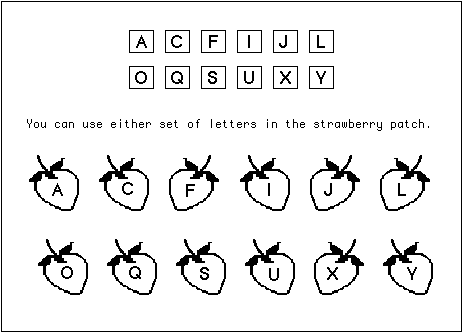 A C F I J L
O Q S U X Y
You can use either set of letters in the strawberry patch.
A C F I J L
O Q S U X Y